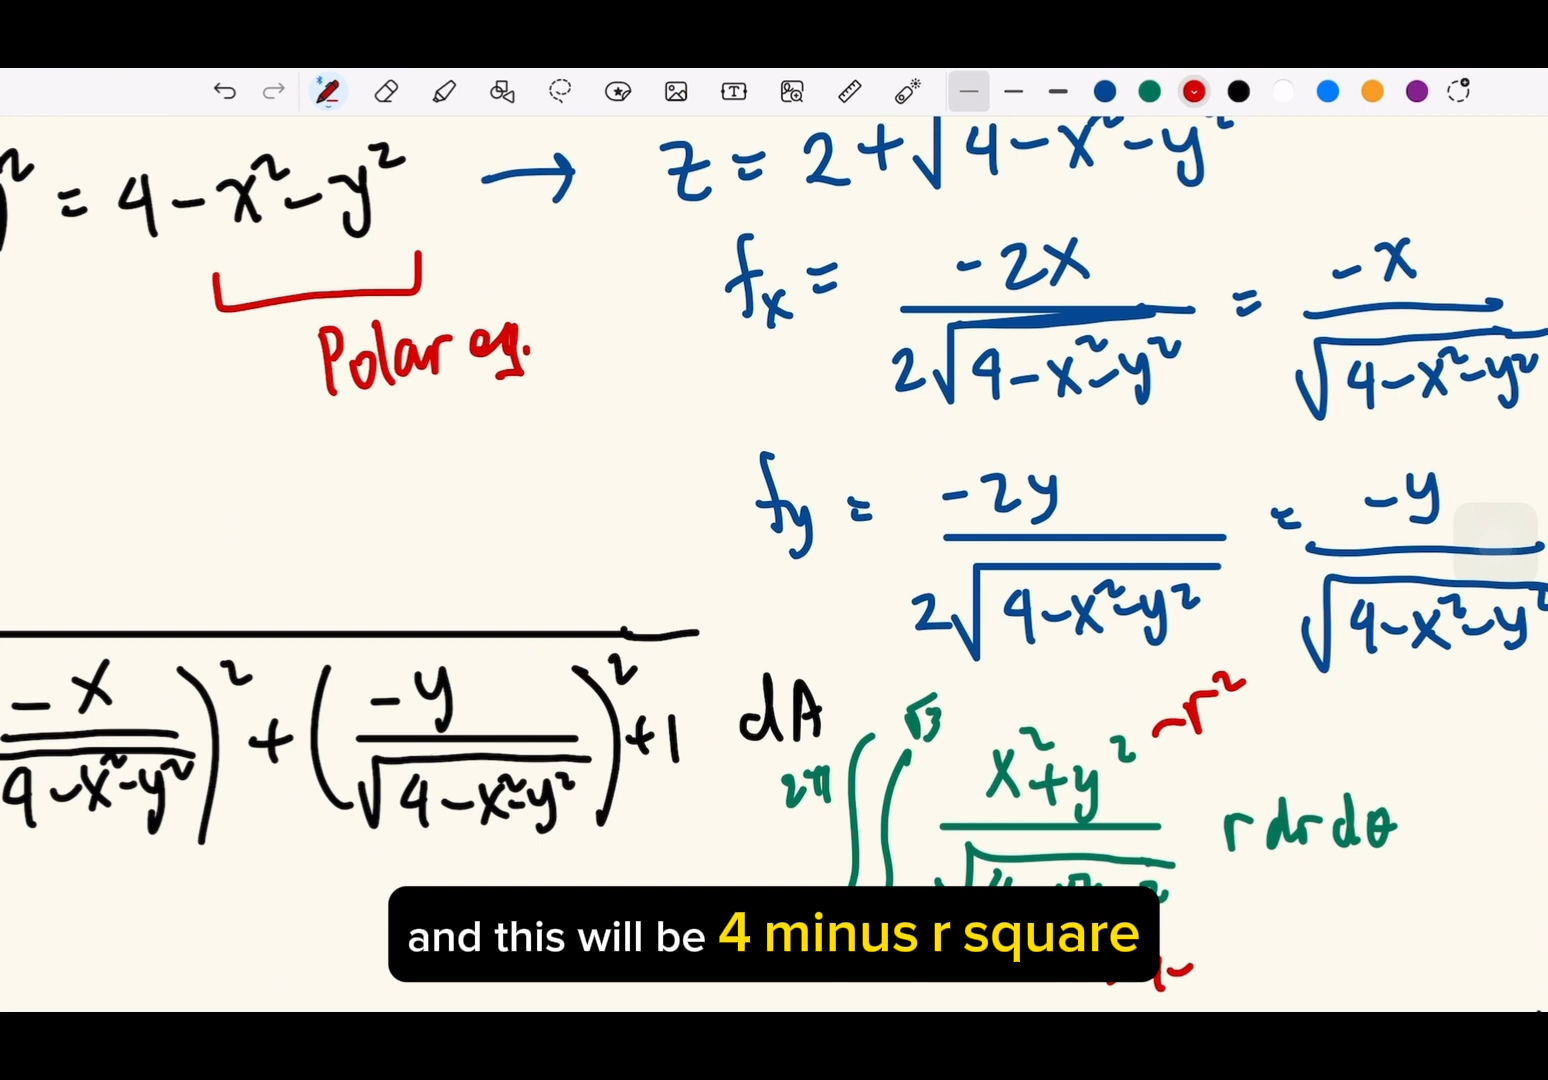 )² = 4 - x² - y² → z = 2 + √4 - x² - y²
Polar eq.
fx = -2x / 2√4 - x² - y² = -x / √4 - x² - y²
fy = -2y / 2√4 - x² - y² = -y / √4 - x² - y²
-x / 4 - x² - y² )² + ( -y / √4 - x² - y² )² + 1 dA
2π √3 ∫∫ x² + y² / √ r dr dθ
- r²
and this will be 4 minus r square